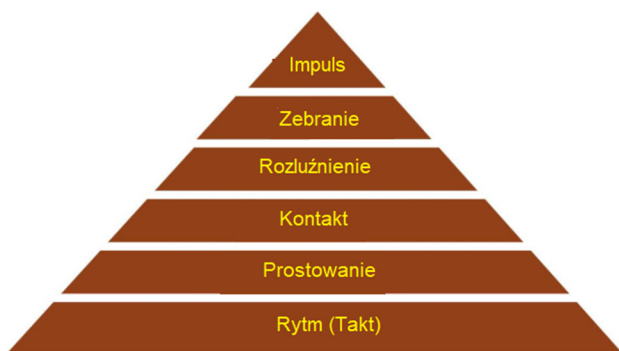 Impuls
Zebranie
Rozluźnienie
Kontakt
Prostowanie
Rytm (Takt)